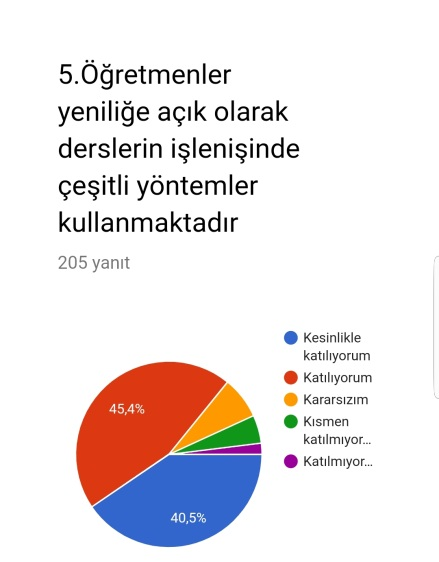 5.Öğretmenler
yeniliğe açık olarak
derslerin işlenişinde
çeşitli yöntemler
kullanmaktadır
205 yanıt
Kesinlikle
katılıyorum
Katılıyorum
Kararsızım
Kısmen
katılmıyor...
Katılmıyor...
45,4%
40,5%